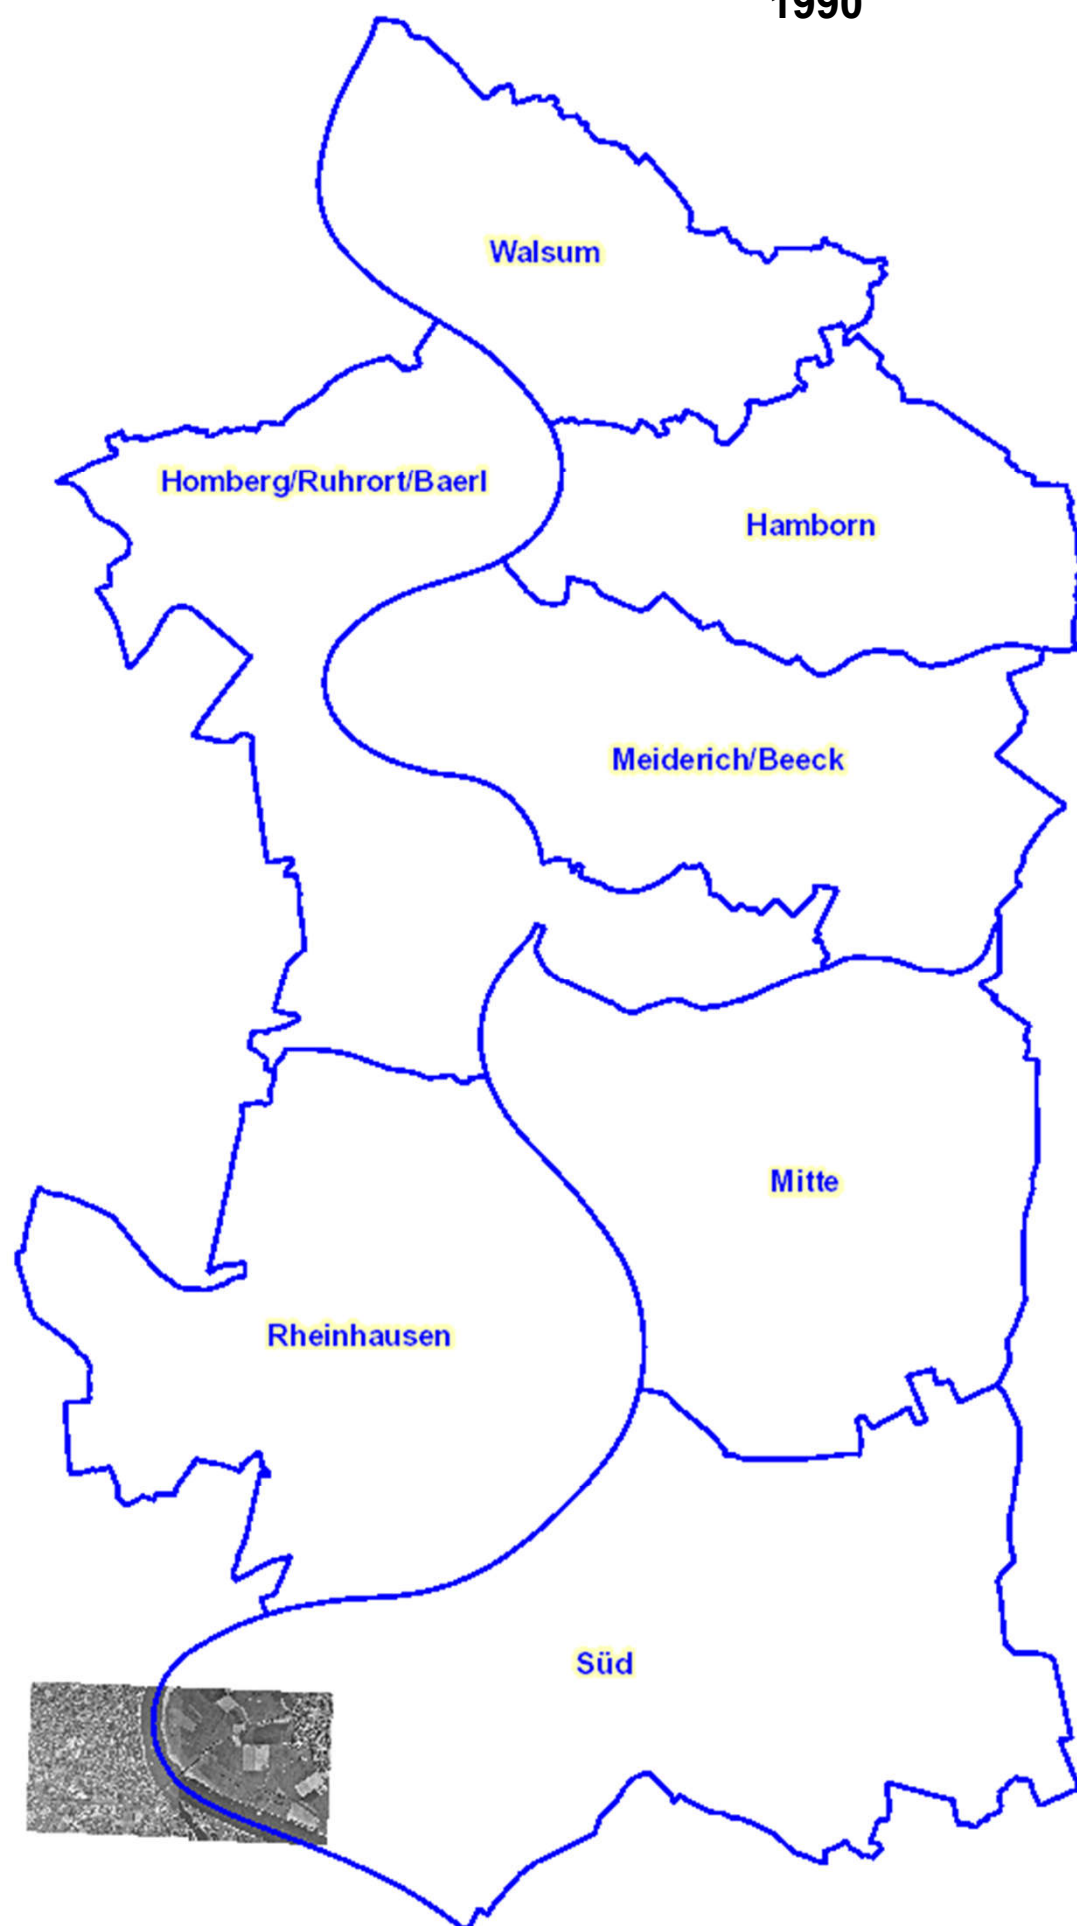 1990
Walsum
Homberg/Ruhrort/Baerl
Hamborn
Meiderich/Beeck
Mitte
Rheinhausen
Süd